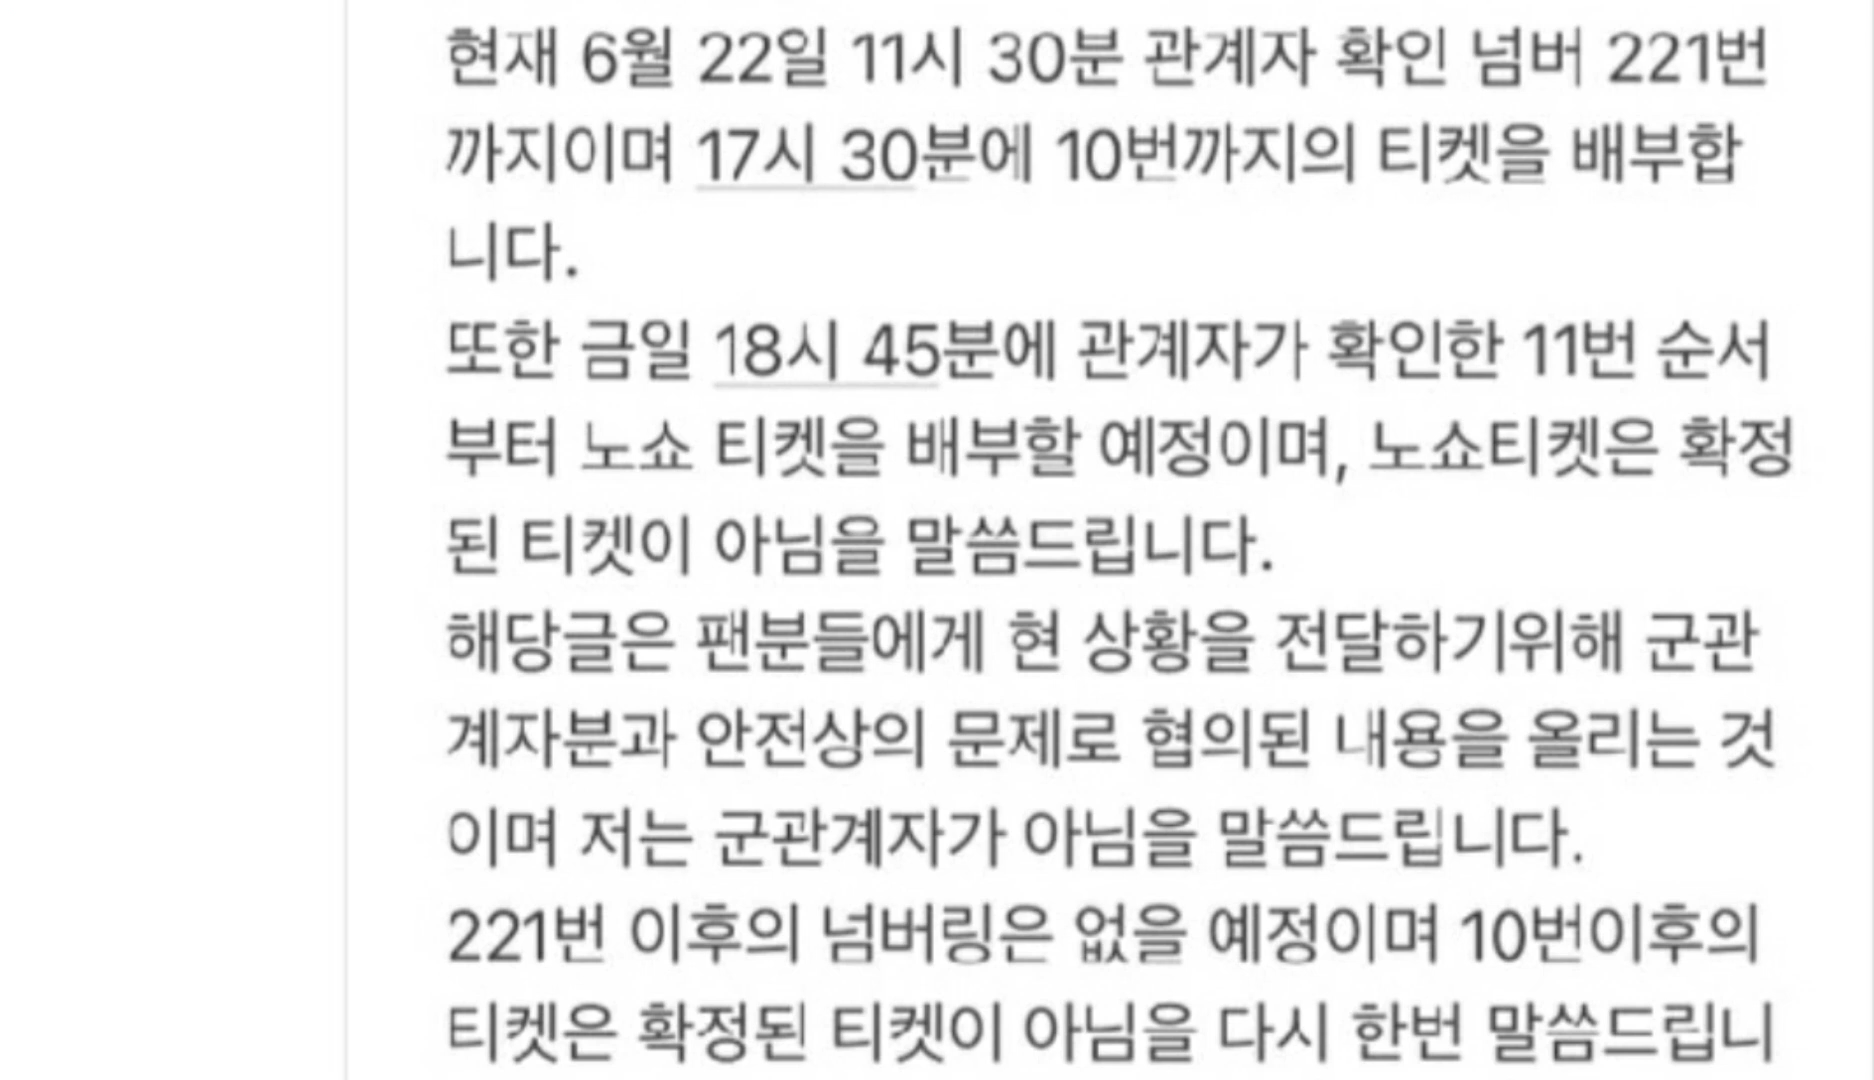 현재 6월 22일 11시 30분 관계자 확인 넘버 221번
까지이며 17시 30분에 10번까지의 티켓을 배부합
니다.
또한 금일 18시 45분에 관계자가 확인한 11번 순서
부터 노쇼 티켓을 배부할 예정이며, 노쇼티켓은 확정
된 티켓이 아님을 말씀드립니다.
해당글은 팬분들에게 현 상황을 전달하기위해 군관
계자분과 안전상의 문제로 협의된 내용을 올리는 것
이며 저는 군관계자가 아님을 말씀드립니다.
221번 이후의 넘버링은 없을 예정이며 10번이후의
티켓은 확정된 티켓이 아님을 다시 한번 말씀드립니